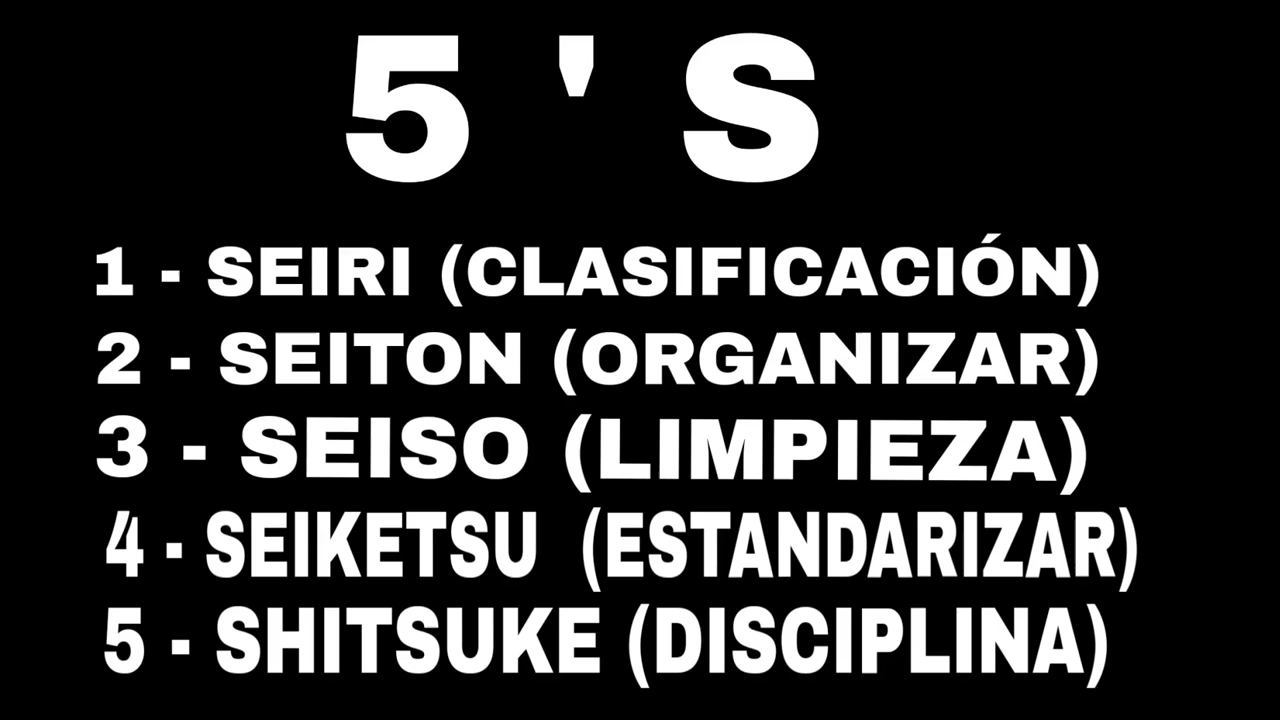 5 ' S
1 - SEIRI (CLASIFICACIÓN)
2 - SEITON (ORGANIZAR)
3 - SEISO (LIMPIEZA)
4 - SEIKETSU (ESTANDARIZAR)
5 - SHITSUKE (DISCIPLINA)